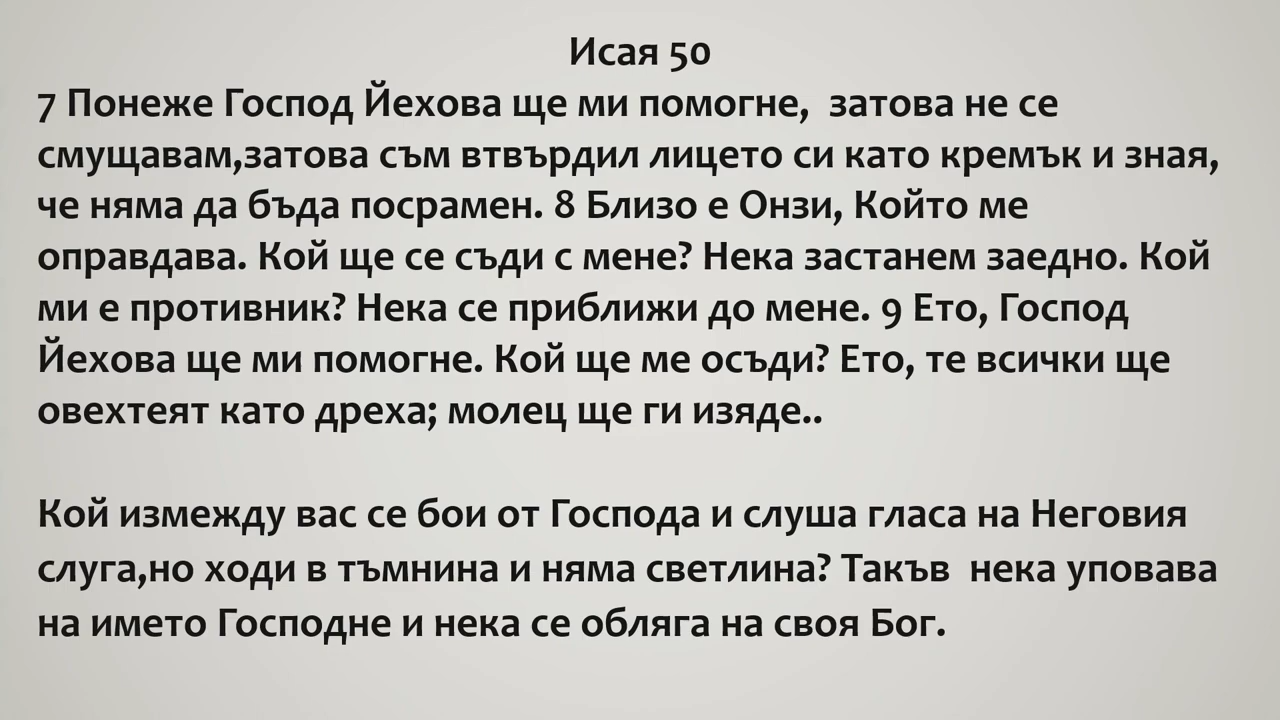 Исая 50
7 Понеже Господ Йехова ще ми помогне,  затова не се
смущавам,затова съм втвърдил лицето си като кремък и зная,
че няма да бъда посрамен. 8 Близо е Онзи, Който ме
оправдава. Кой ще се съди с мене? Нека застанем заедно. Кой
ми е противник? Нека се приближи до мене. 9 Ето, Господ
Йехова ще ми помогне. Кой ще ме осъди? Ето, те всички ще
овехтеят като дреха; молец ще ги изяде..
Кой измежду вас се бои от Господа и слуша гласа на Неговия
слуга,но ходи в тъмнина и няма светлина? Такъв  нека уповава
на името Господне и нека се обляга на своя Бог.